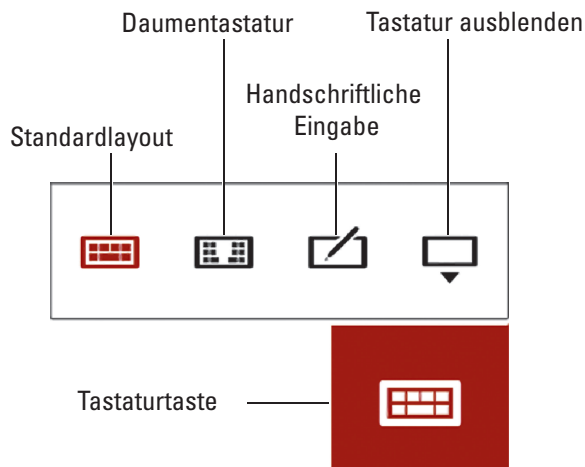 Daumentastatur
Tastatur ausblenden
Handschriftliche
Eingabe
Standardlayout
Tastaturtaste